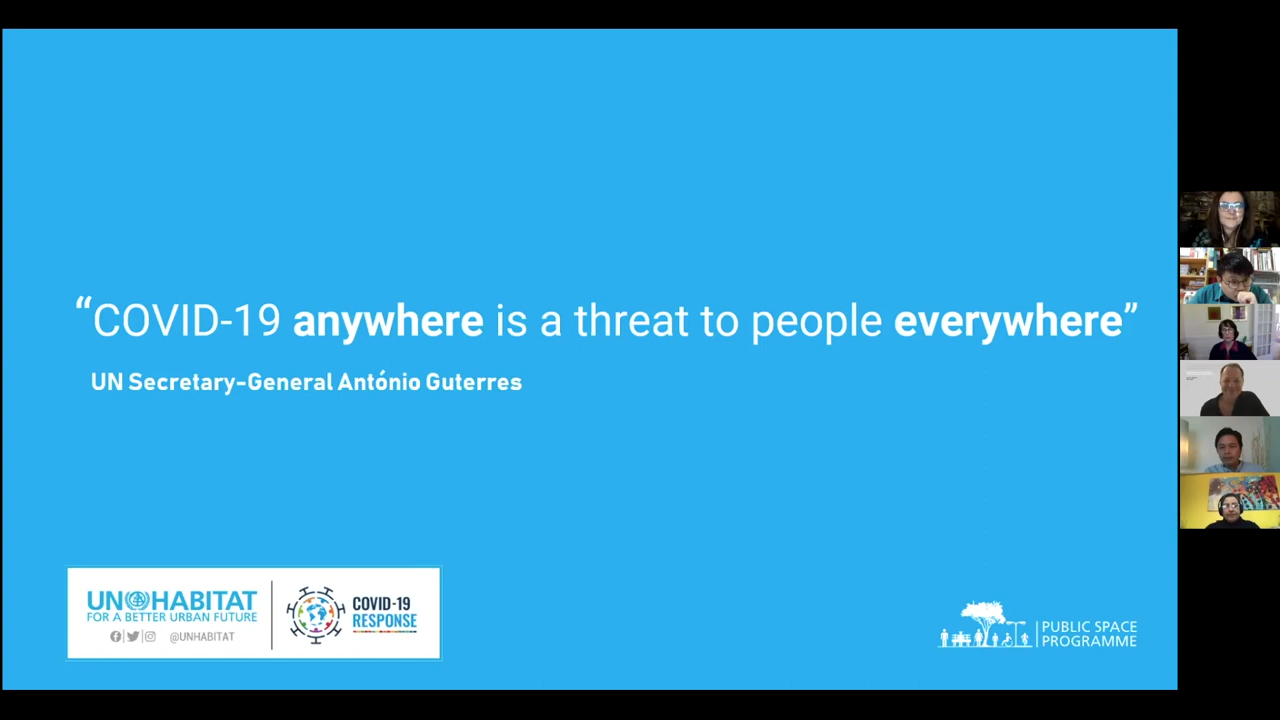 “COVID-19 anywhere is a threat to people everywhere”
UN Secretary-General António Guterres
UN HABITAT
FOR A BETTER URBAN FUTURE
@UNHABITAT
COVID-19
RESPONSE
PUBLIC SPACE
PROGRAMME